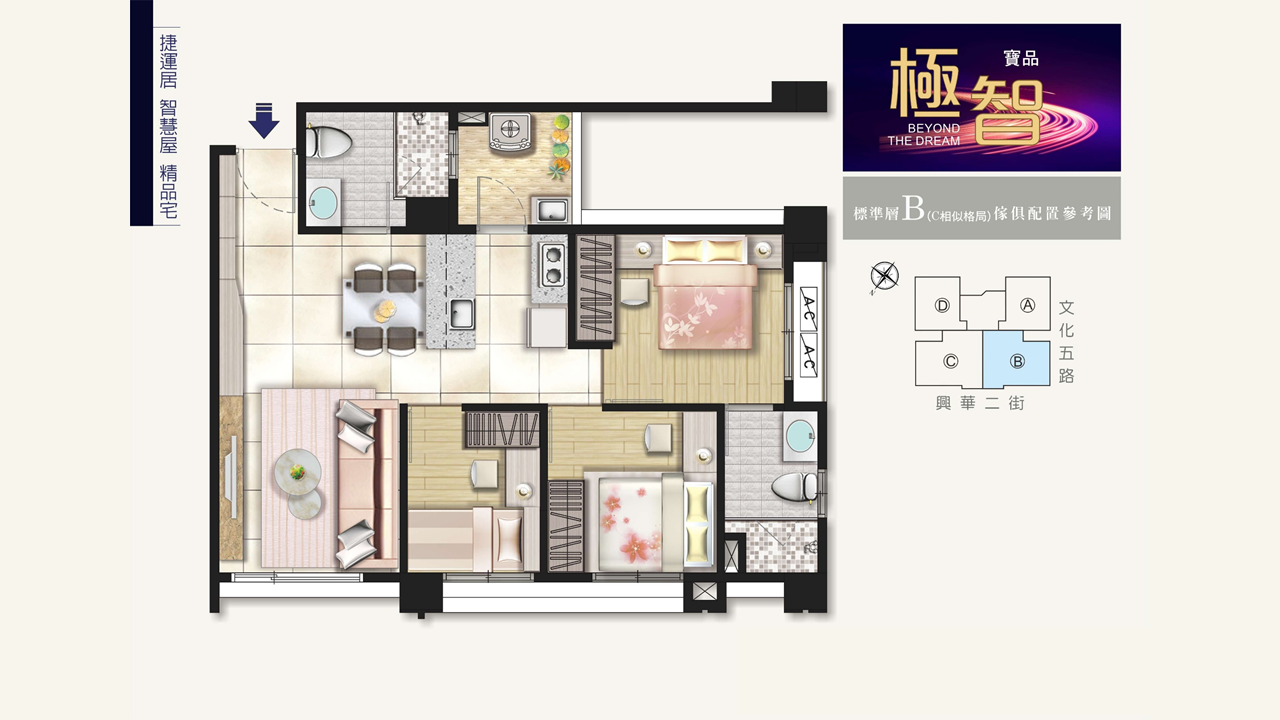 捷運居 智慧屋 精品宅
寶品
極智
BEYOND
THE DREAM
標準層B(C相似格局)傢俱配置參考圖
D
A
C
B
文化五路
興華二街
AC
AC